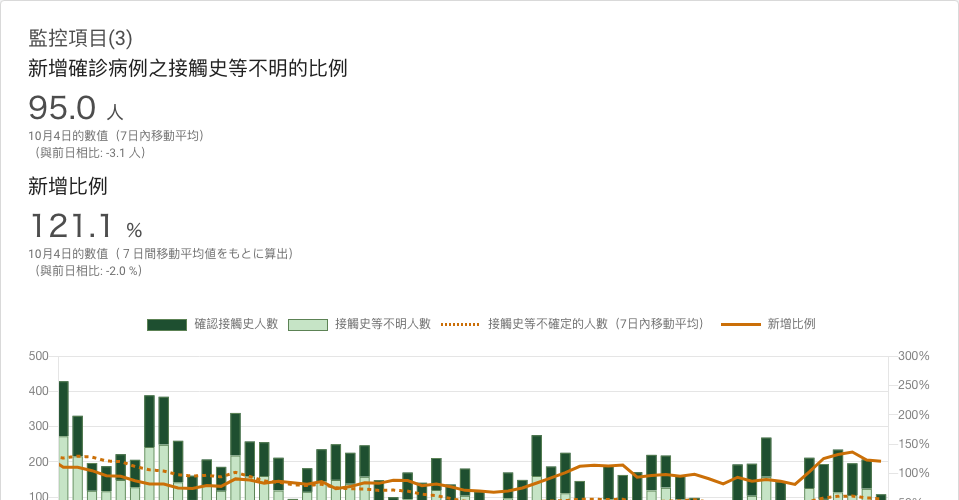 監控項目(3)
新增確診病例之接觸史等不明的比例
95.0 人
10月4日的數值（7日內移動平均）
（與前日相比: -3.1 人）
新增比例
121.1 %
10月4日的數值（７日間移動平均値をもとに算出）
（與前日相比: -2.0 %）
確認接觸史人數 接觸史等不明人數 接觸史等不確定的人數（7日內移動平均） 新增比例
500 300%
400 250%
300 200%
200 150%
100 100%